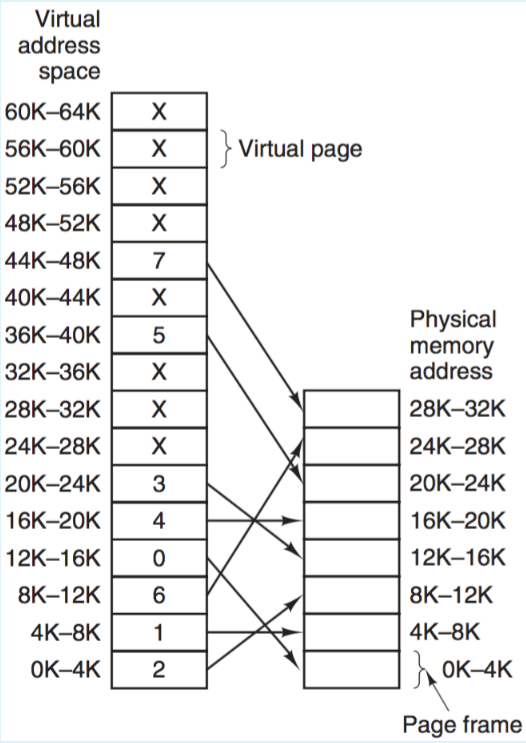 Virtual
address
space
60K–64K X
56K–60K X Virtual page
52K–56K X
48K–52K X
44K–48K 7
40K–44K X
36K–40K 5
32K–36K X
28K–32K X
24K–28K X
20K–24K 3
16K–20K 4
12K–16K 0
8K–12K 6
4K–8K 1
0K–4K 2
Physical
memory
address
28K–32K
24K–28K
20K–24K
16K–20K
12K–16K
8K–12K
4K–8K
0K–4K
Page frame